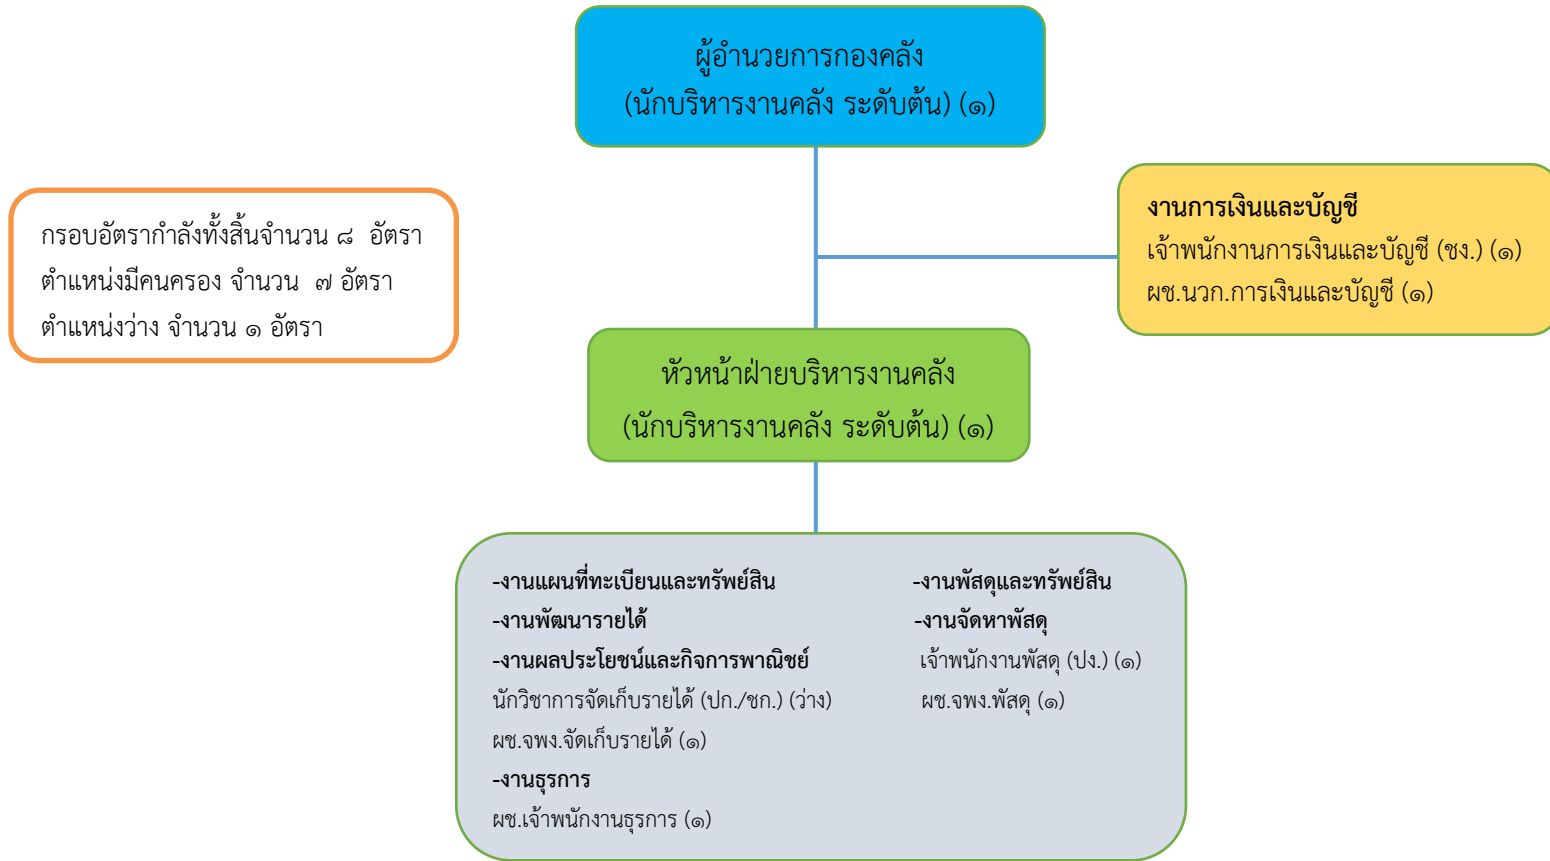 ผู้อำนวยการกองคลัง
(นักบริหารงานคลัง ระดับต้น) (๑)
กรอบอัตรากำลังทั้งสิ้นจำนวน ๘ อัตรา
ตำแหน่งมีคนครอง จำนวน ๗ อัตรา
ตำแหน่งว่าง จำนวน ๑ อัตรา
งานการเงินและบัญชี
เจ้าพนักงานการเงินและบัญชี (ชง.) (๑)
ผช.นวก.การเงินและบัญชี (๑)
หัวหน้าฝ่ายบริหารงานคลัง
(นักบริหารงานคลัง ระดับต้น) (๑)
-งานแผนที่ทะเบียนและทรัพย์สิน
-งานพัฒนารายได้
-งานผลประโยชน์และกิจการพาณิชย์
นักวิชาการจัดเก็บรายได้ (ปก./ชก.) (ว่าง)
ผช.จพง.จัดเก็บรายได้ (๑)
-งานธุรการ
ผช.เจ้าพนักงานธุรการ (๑)
-งานพัสดุและทรัพย์สิน
-งานจัดหาพัสดุ
เจ้าพนักงานพัสดุ (ปง.) (๑)
ผช.จพง.พัสดุ (๑)